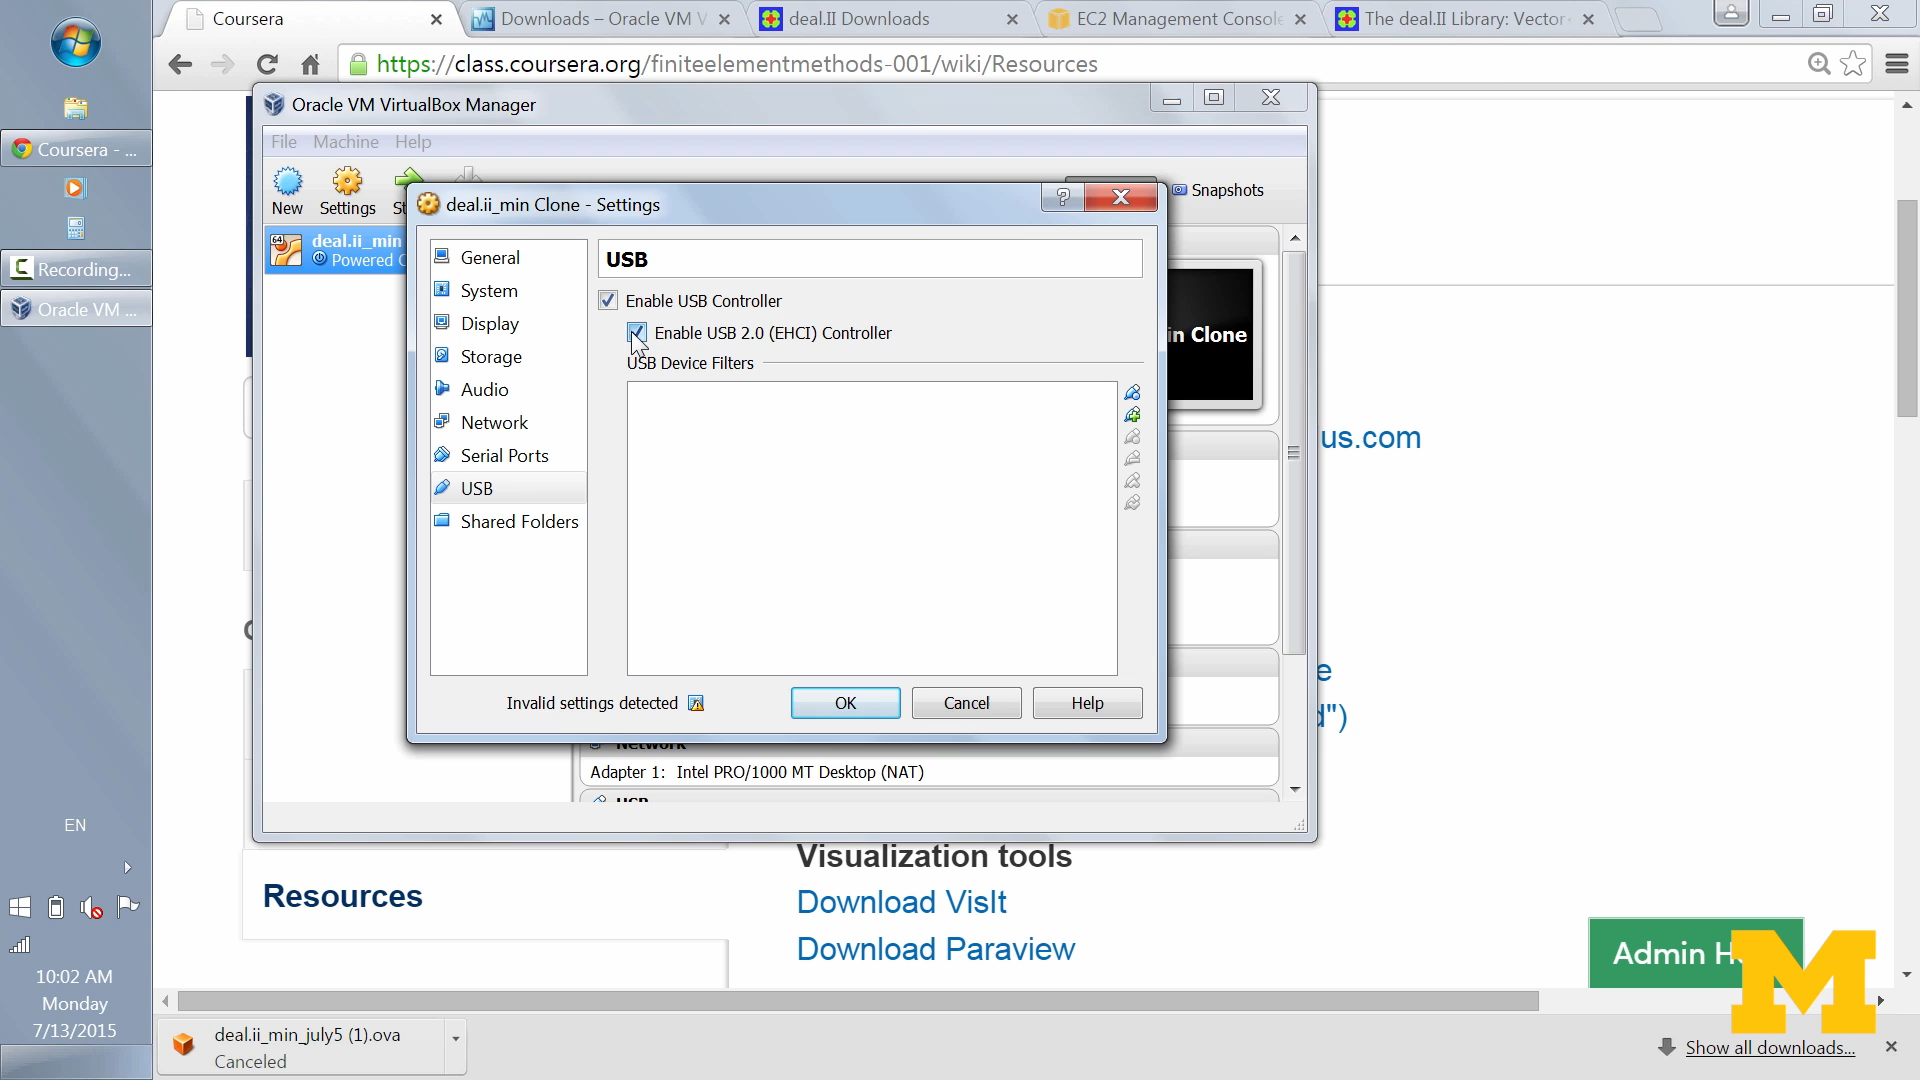 Coursera
Downloads – Oracle VM V
deal.II Downloads
EC2 Management Console
The deal.II Library: Vector
https://class.coursera.org/finiteelementmethods-001/wiki/Resources
Coursera - ...
Recording...
Oracle VM ...
Oracle VM VirtualBox Manager
File Machine Help
New
Settings
St
Snapshots
64
deal.ii_min
Powered O
deal.ii_min Clone - Settings
?
General
System
Display
Storage
Audio
Network
Serial Ports
USB
Shared Folders
USB
Enable USB Controller
Enable USB 2.0 (EHCI) Controller
USB Device Filters
in Clone
us.com
e
d")
Invalid settings detected
OK
Cancel
Help
Network
Adapter 1: Intel PRO/1000 MT Desktop (NAT)
USB
Visualization tools
Download VisIt
Download Paraview
Resources
Admin H
M
EN
10:02 AM
Monday
7/13/2015
deal.ii_min_july5 (1).ova
Canceled
Show all downloads...